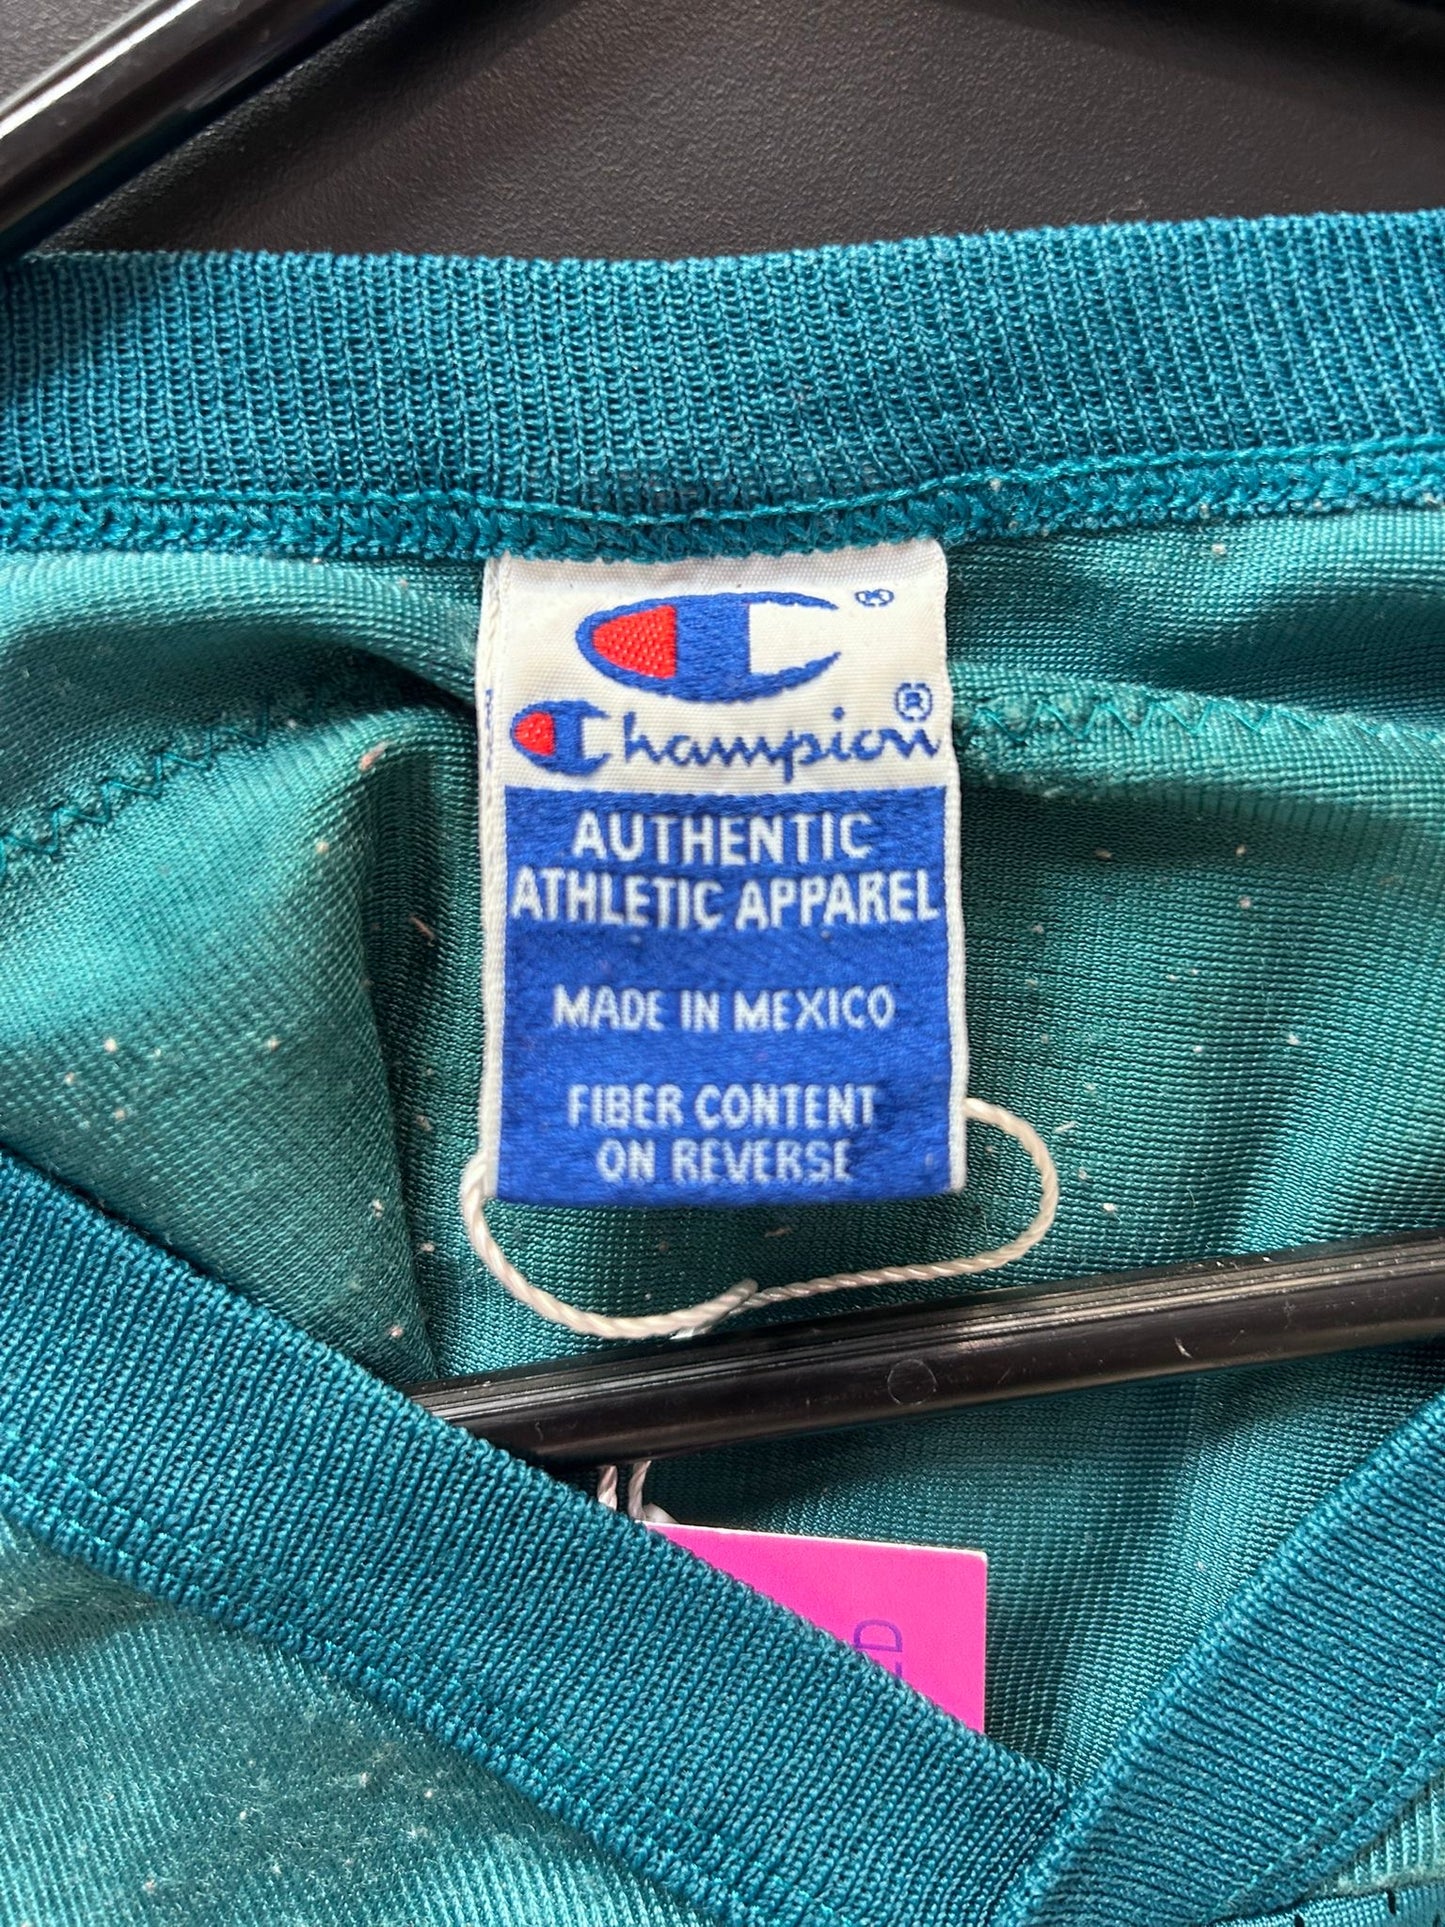 Champion®
AUTHENTIC
ATHLETIC APPAREL
MADE IN MEXICO
FIBER CONTENT
ON REVERSE